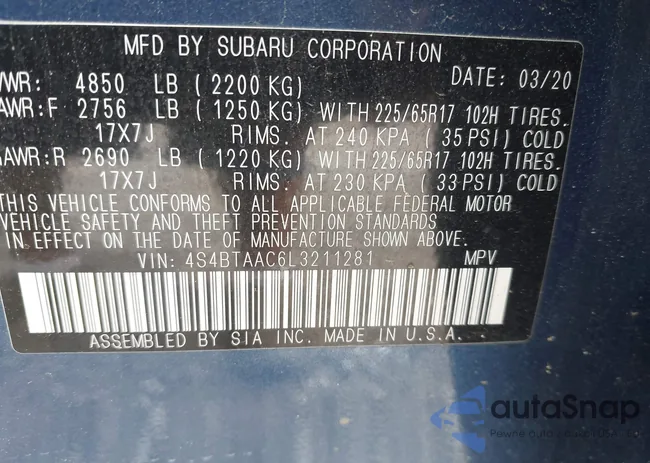 MFD BY SUBARU CORPORATION
VWR: 4850 LB (2200 KG) DATE: 03/20
AWR:F 2756 LB (1250 KG) WITH 225/65R17 102H TIRES.
17X7J RIMS. AT 240 KPA (35 PSI) COLD
AWR:R 2690 LB (1220 KG) WITH 225/65R17 102H TIRES.
17X7J RIMS. AT 230 KPA (33 PSI) COLD
THIS VEHICLE CONFORMS TO ALL APPLICABLE FEDERAL MOTOR
VEHICLE SAFETY AND THEFT PREVENTION STANDARDS
IN EFFECT ON THE DATE OF MANUFACTURE SHOWN ABOVE.
VIN: 4S4BTAAC6L3211281 MPV
ASSEMBLED BY SIA INC. MADE IN U.S.A.
autoSnap
Pewne auto z